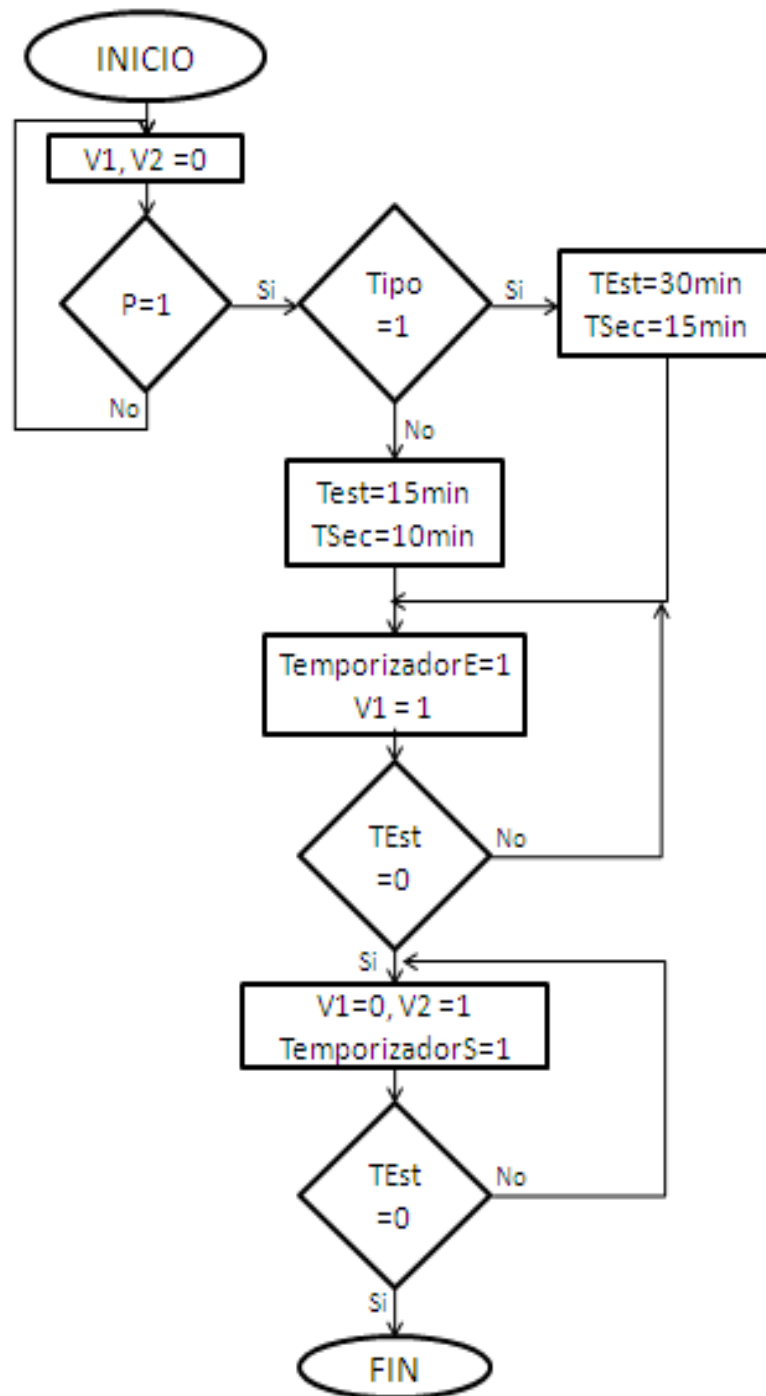 INICIO
V1, V2 =0
P=1
Si
No
Tipo
=1
Si
TEst=30min
TSec=15min
No
Test=15min
TSec=10min
TemporizadorE=1
V1 = 1
TEst
=0
No
Si
V1=0, V2 =1
TemporizadorS=1
TEst
=0
No
Si
FIN